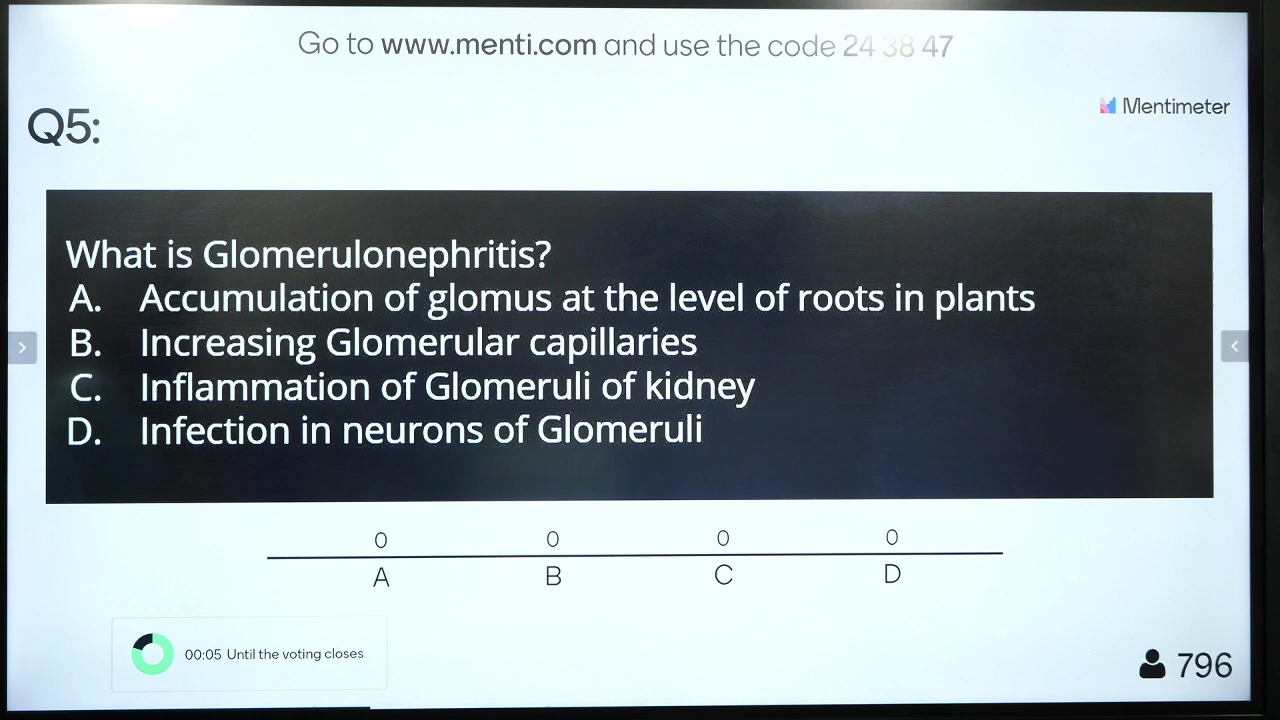 Go to www.menti.com and use the code 24 38 47
Mentimeter
Q5:
What is Glomerulonephritis?
A. Accumulation of glomus at the level of roots in plants
B. Increasing Glomerular capillaries
C. Inflammation of Glomeruli of kidney
D. Infection in neurons of Glomeruli
0 0 0 0
A B C D
00:05 Until the voting closes
796